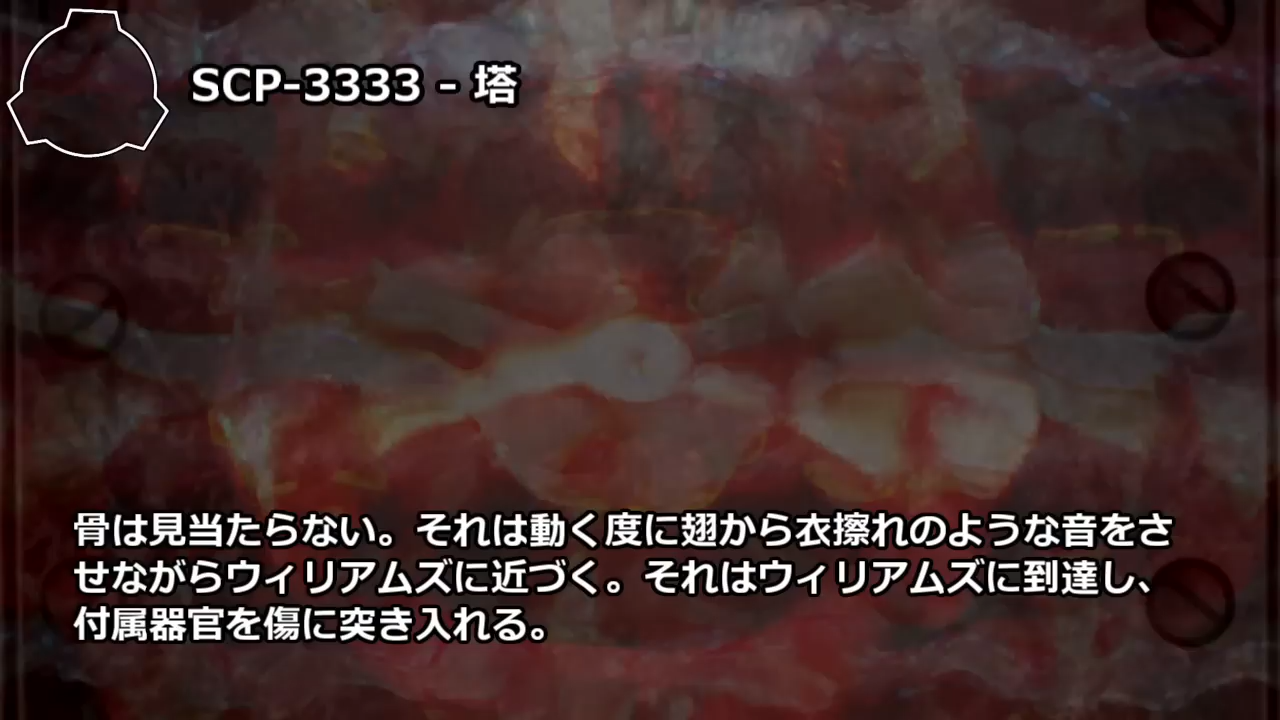 SCP-3333 – 塔
骨は見当たらない。それは動く度に翅から衣擦れのような音をさ
せながらウィリアムズに近づく。それはウィリアムズに到達し、
付属器官を傷に突き入れる。